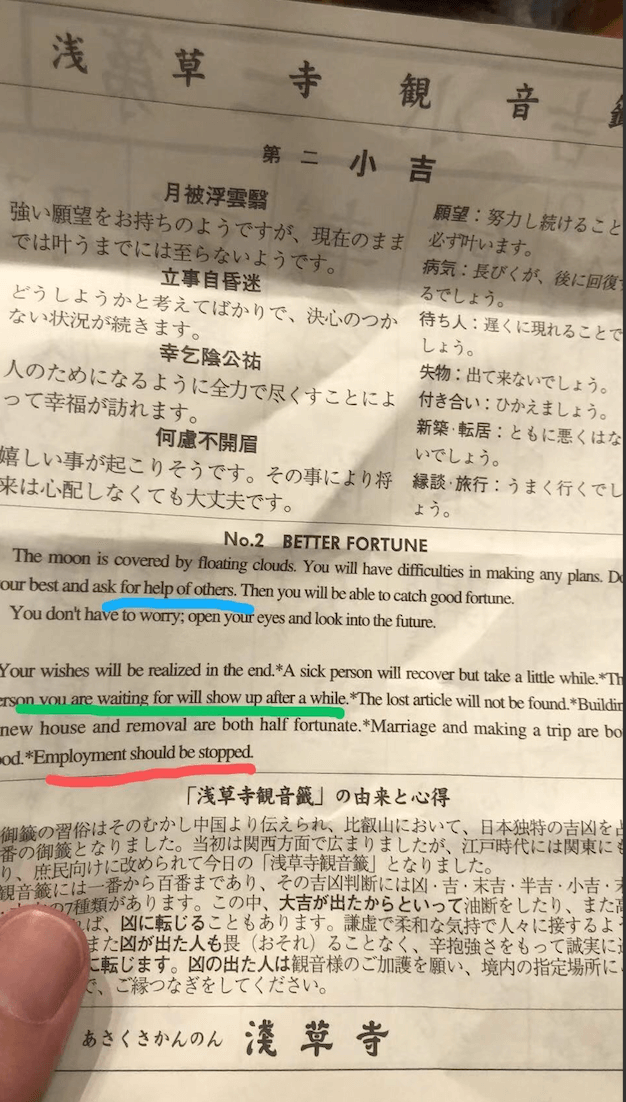 浅草寺観音籤
第二 小吉
月被浮雲翳
強い願望をお持ちのようですが、現在のまま
では叶うまでには至らないようです。
立事自昏迷
どうしようかと考えてばかりで、決心のつか
ない状況が続きます。
幸乞陰公祐
人のためになるように全力で尽くすことによ
って幸福が訪れます。
何慮不開眉
嬉しい事が起こりそうです。その事により将
来は心配しなくても大丈夫です。
願望：努力し続けること
必ず叶います。
病気：長びくが、後に回復す
るでしょう。
待ち人：遅くに現れることで
しょう。
失物：出て来ないでしょう。
付き合い：ひかえましょう。
新築・転居：ともに悪くはな
いでしょう。
縁談・旅行：うまく行くでし
ょう。
No.2 BETTER FORTUNE
The moon is covered by floating clouds. You will have difficulties in making any plans. Do
our best and ask for help of others. Then you will be able to catch good fortune.
You don't have to worry; open your eyes and look into the future.
Your wishes will be realized in the end.*A sick person will recover but take a little while.*Th
erson you are waiting for will show up after a while.*The lost article will not be found.*Buildin
new house and removal are both half fortunate.*Marriage and making a trip are bo
ood.*Employment should be stopped.
「浅草寺観音籤」の由来と心得
御籤の習俗はそのむかし中国より伝えられ、比叡山において、日本独特の吉凶を占
番の御籤となりました。当初は関西方面で広まりましたが、江戸時代には関東にも
り、庶民向けに改められて今日の「浅草寺観音籤」となりました。
観音籤には一番から百番まであり、その吉凶判断には凶・吉・末吉・半吉・小吉・末
の7種類があります。この中、大吉が出たからといって油断をしたり、また高
ば、凶に転じることもあります。謙虚で柔和な気持で人々に接するよう
また凶が出た人も畏（おそれ）ることなく、辛抱強さをもって誠実に過
に転じます。凶の出た人は観音様のご加護を願い、境内の指定場所に
で、ご縁つなぎをしてください。
あさくさかんのん 浅草寺